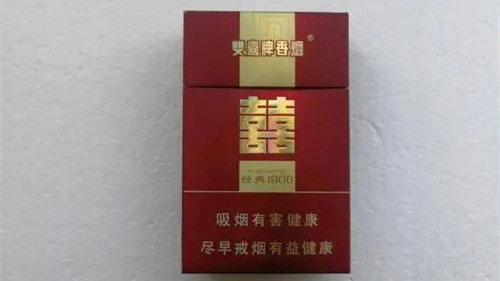 雙喜牌香煙®
囍
经典1906
吸烟有害健康
尽早戒烟有益健康